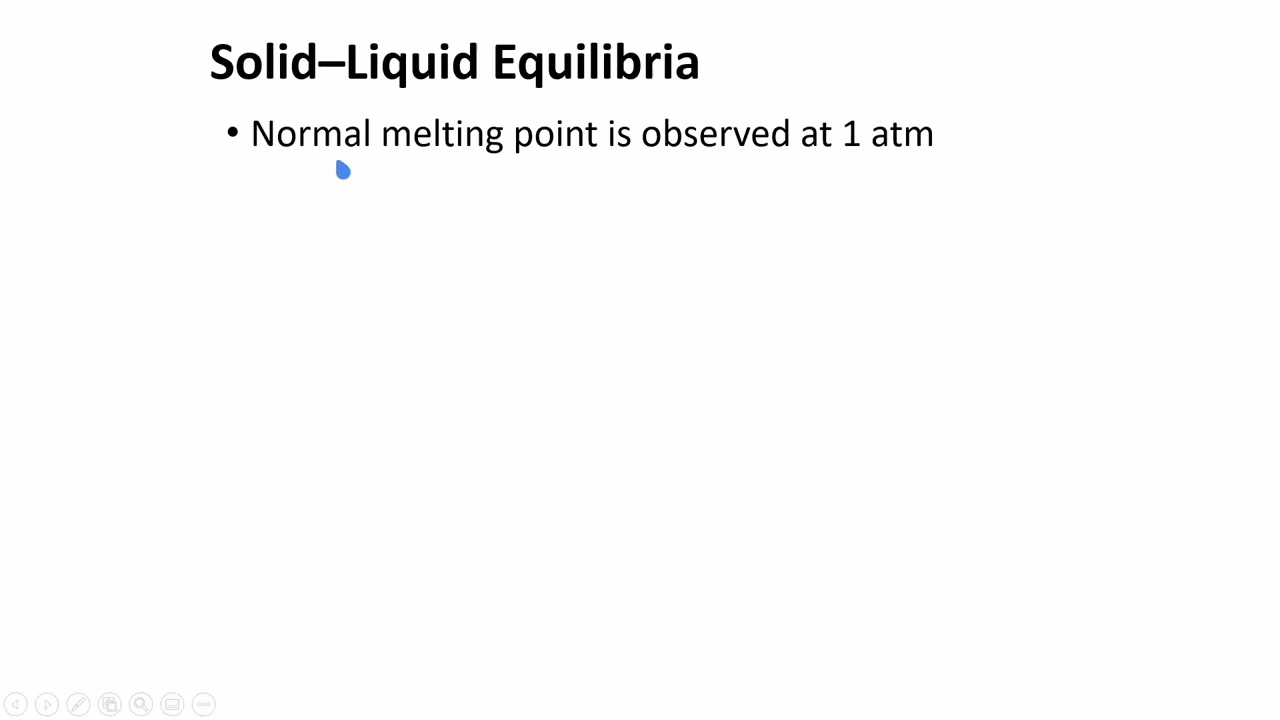 Solid–Liquid Equilibria
• Normal melting point is observed at 1 atm